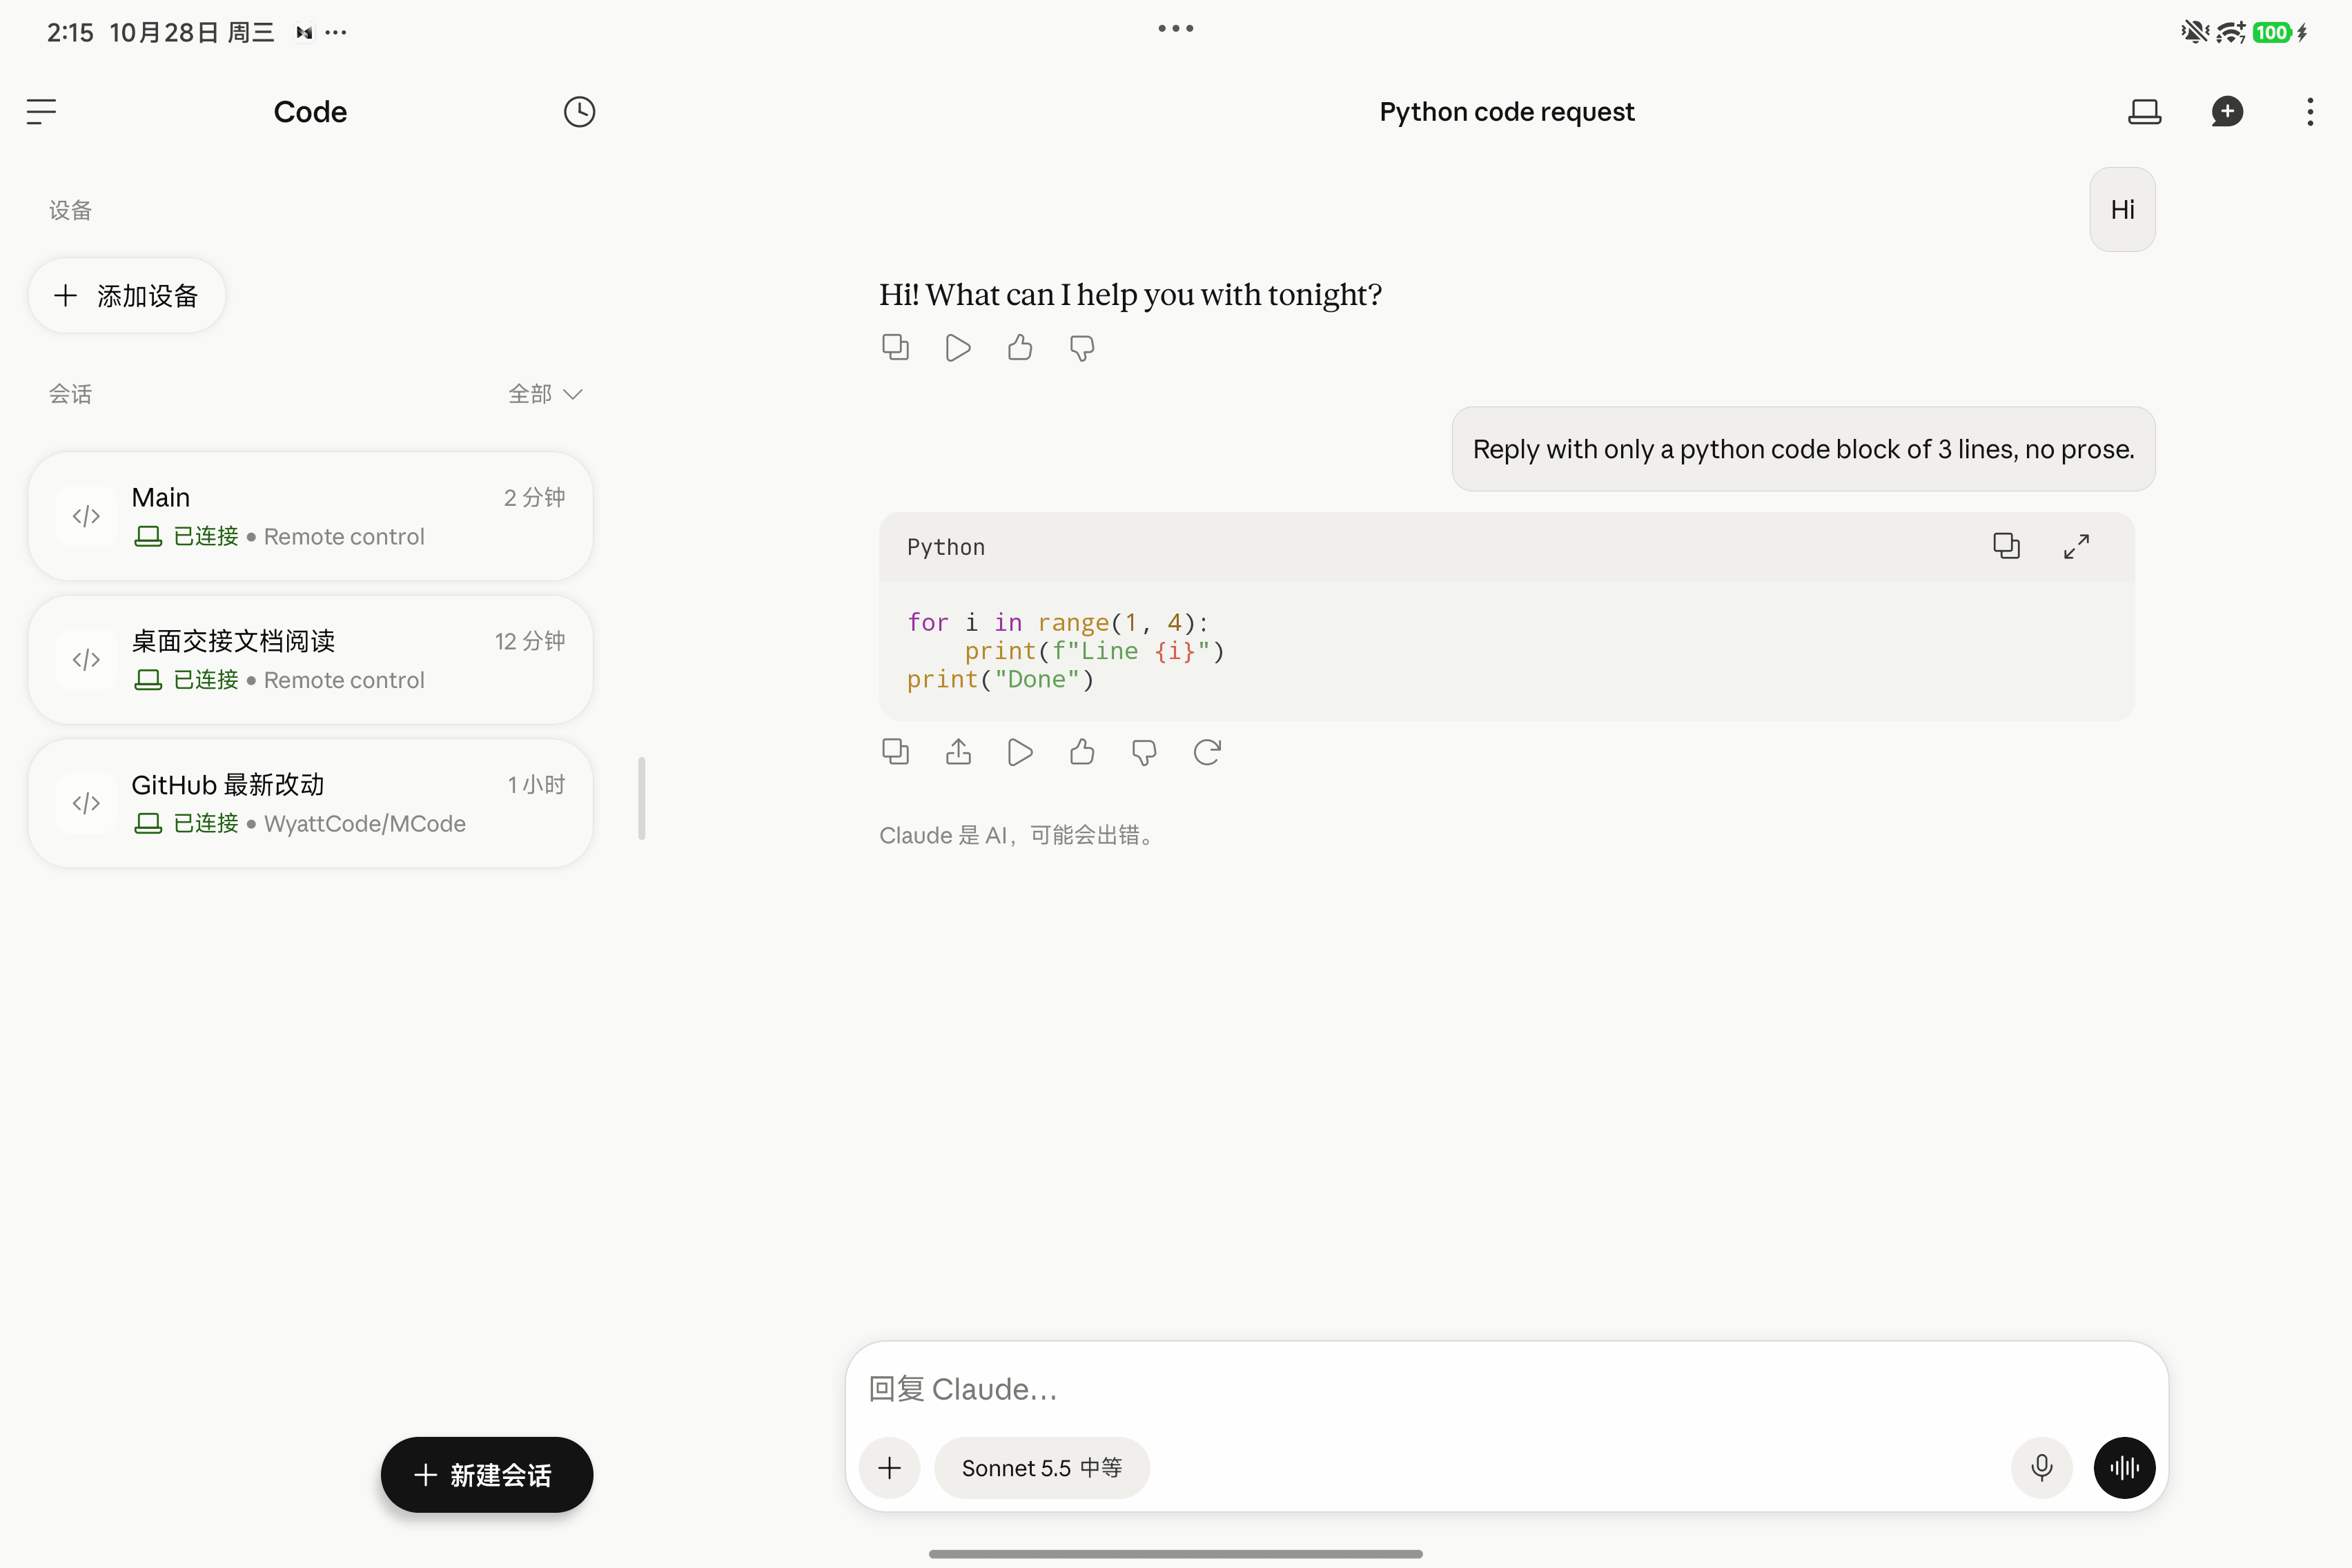 2:15 10月28日 周三
100
Code
Python code request
设备
添加设备
会话
全部
Main
2 分钟
已连接 • Remote control
桌面交接文档阅读
12 分钟
已连接 • Remote control
GitHub 最新改动
1 小时
已连接 • WyattCode/MCode
新建会话
Hi
Hi! What can I help you with tonight?
Reply with only a python code block of 3 lines, no prose.
Python
for i in range(1, 4):
    print(f"Line {i}")
print("Done")
Claude 是 AI，可能会出错。
回复 Claude...
Sonnet 5.5 中等